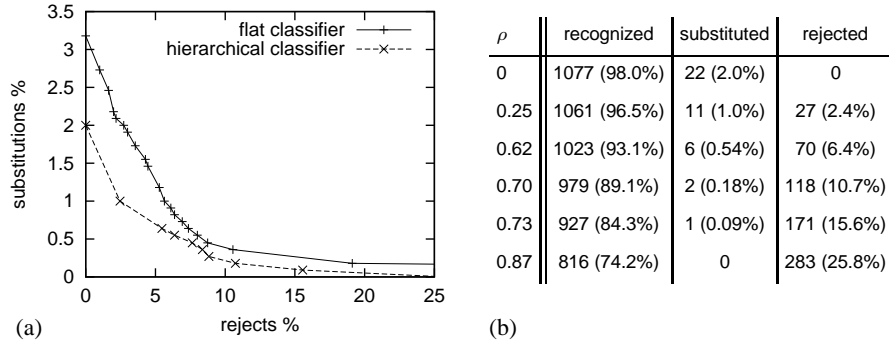 3.5
3
2.5
2
1.5
1
0.5
0
substitutions %
flat classifier
hierarchical classifier
0 5 10 15 20 25
rejects %
(a)
ρ recognized substituted rejected
0 1077 (98.0%) 22 (2.0%) 0
0.25 1061 (96.5%) 11 (1.0%) 27 (2.4%)
0.62 1023 (93.1%) 6 (0.54%) 70 (6.4%)
0.70 979 (89.1%) 2 (0.18%) 118 (10.7%)
0.73 927 (84.3%) 1 (0.09%) 171 (15.6%)
0.87 816 (74.2%) 0 283 (25.8%)
(b)